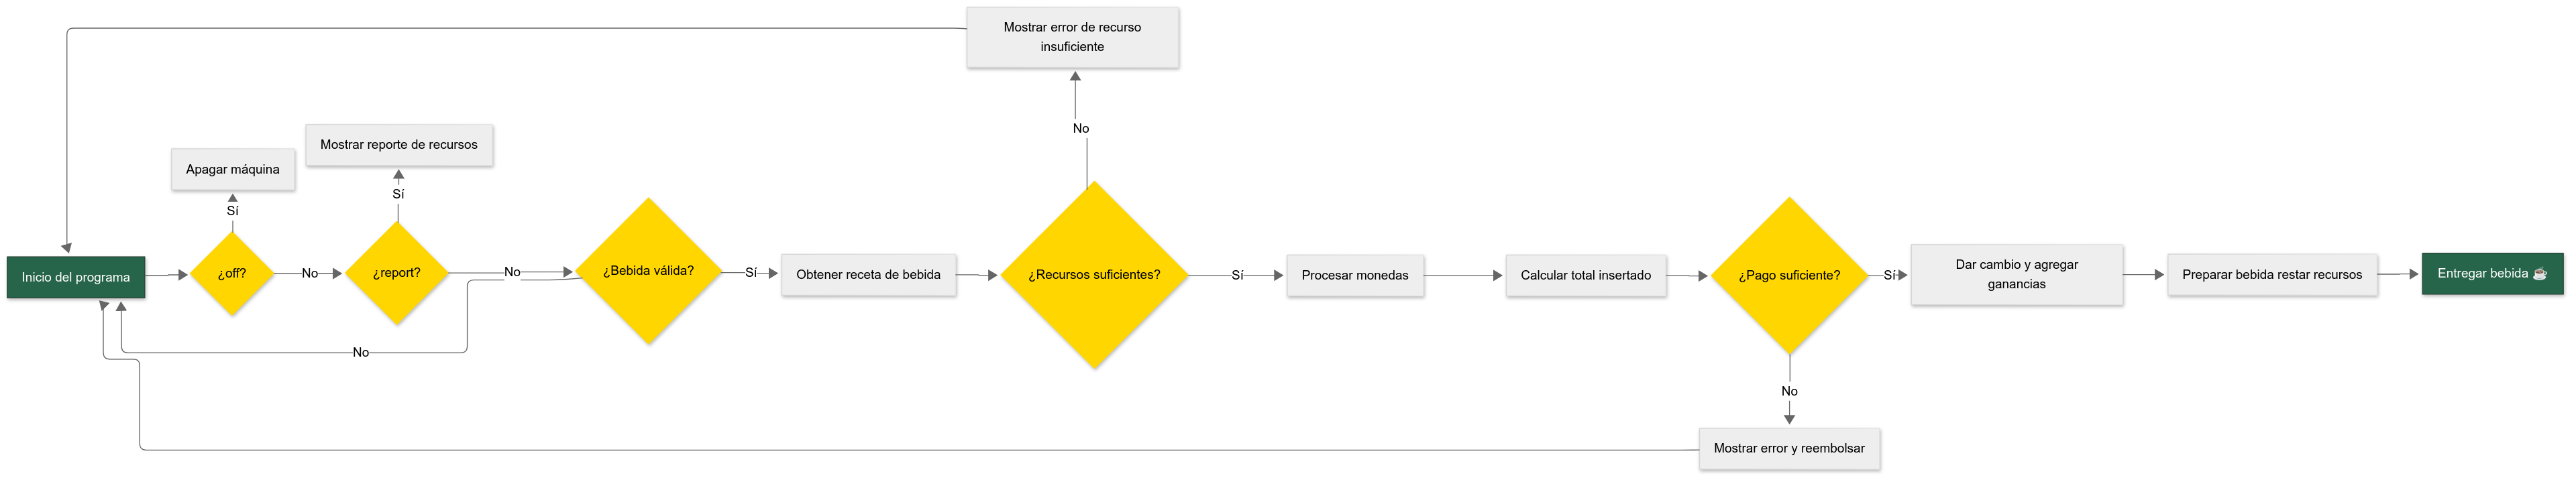 Mostrar error de recurso
insuficiente
No
Mostrar reporte de recursos
Apagar máquina
Sí
Sí
Inicio del programa
¿off?
No
¿report?
No
¿Bebida válida?
Sí
Obtener receta de bebida
¿Recursos suficientes?
Sí
Procesar monedas
Calcular total insertado
¿Pago suficiente?
Sí
Dar cambio y agregar
ganancias
Preparar bebida restar recursos
Entregar bebida ☕
No
No
Mostrar error y reembolsar